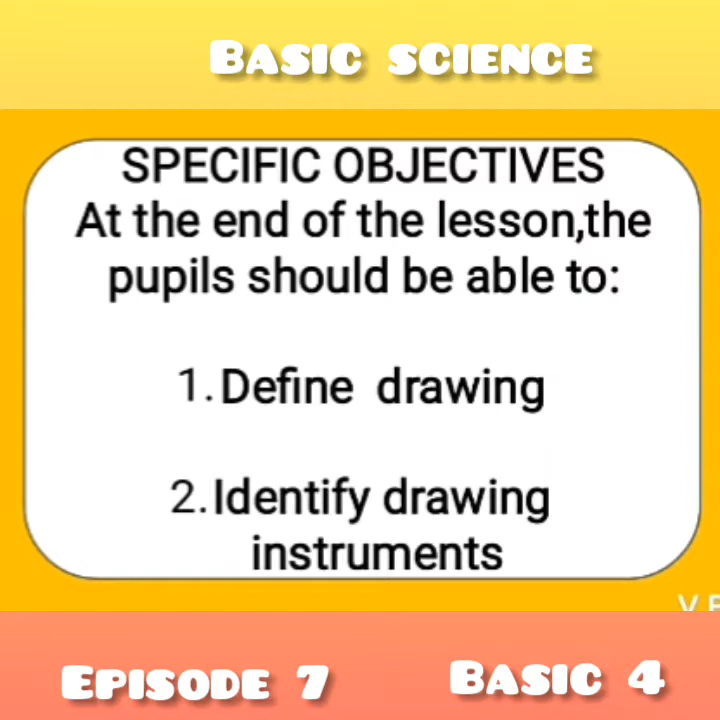 BASIC SCIENCE
SPECIFIC OBJECTIVES
At the end of the lesson,the
pupils should be able to:
1.Define drawing
2.Identify drawing
instruments
EPISODE 7
BASIC 4